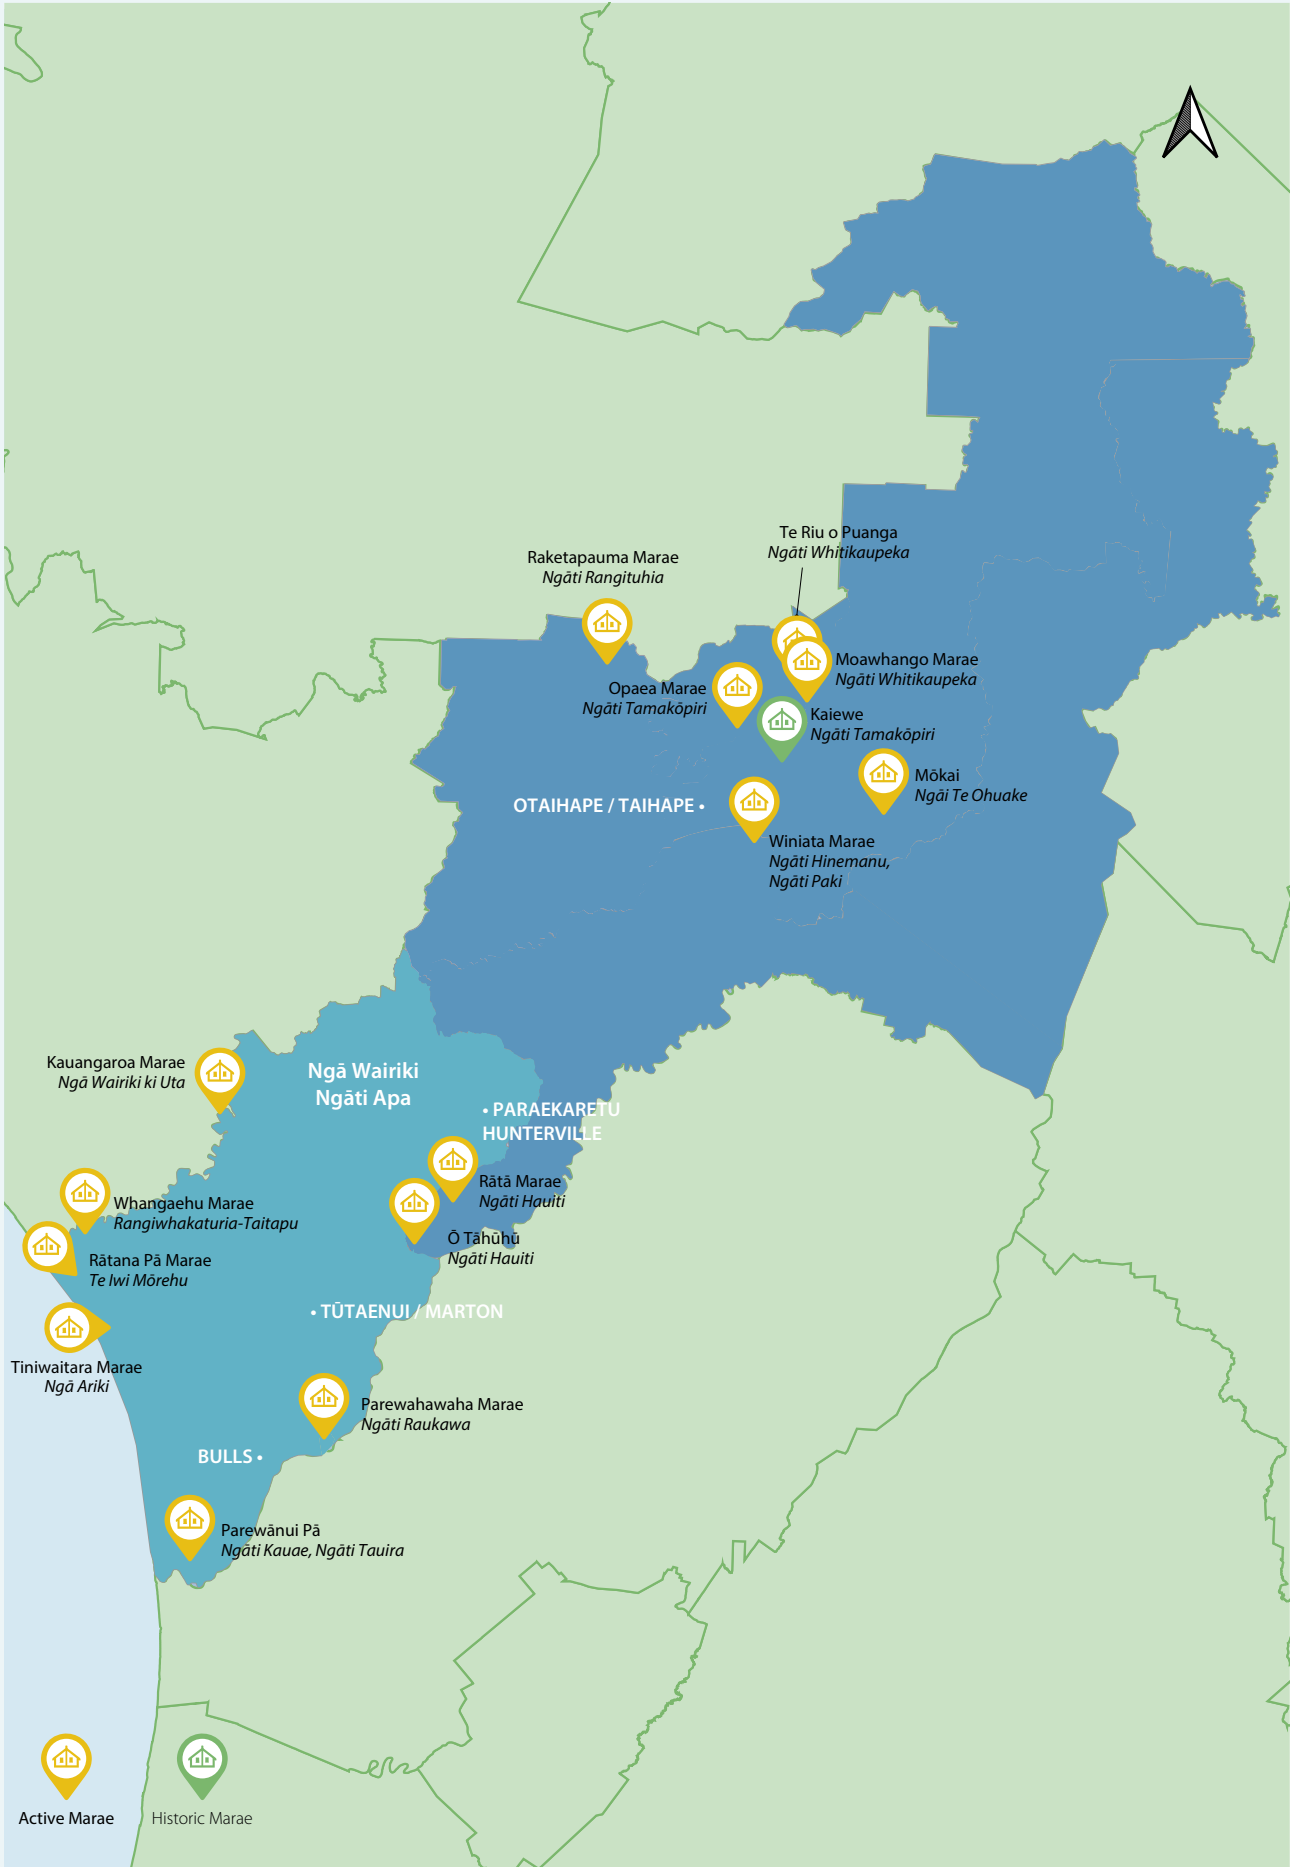 Te Riu o Puanga
Ngāti Whitikaupeka
Raketapauma Marae
Ngāti Rangituhia
Moawhango Marae
Ngāti Whitikaupeka
Opaea Marae
Ngāti Tamakōpiri
Kaiewe
Ngāti Tamakōpiri
Mōkai
Ngāi Te Ohuake
OTAIHAPE / TAIHAPE •
Winiata Marae
Ngāti Hinemanu,
Ngāti Paki
Kauangaroa Marae
Ngā Wairiki ki Uta
Ngā Wairiki
Ngāti Apa
• PARAEKARETU
HUNTERVILLE
Rātā Marae
Ngāti Hauiti
Whangaehu Marae
Rangiwhakaturia-Taitapu
Ō Tāhūhū
Ngāti Hauiti
Rātana Pā Marae
Te Iwi Mōrehu
• TŪTAENUI / MARTON
Tiniwaitara Marae
Ngā Ariki
Parewahawaha Marae
Ngāti Raukawa
BULLS •
Parewānui Pā
Ngāti Kauae, Ngāti Tauira
Active Marae
Historic Marae